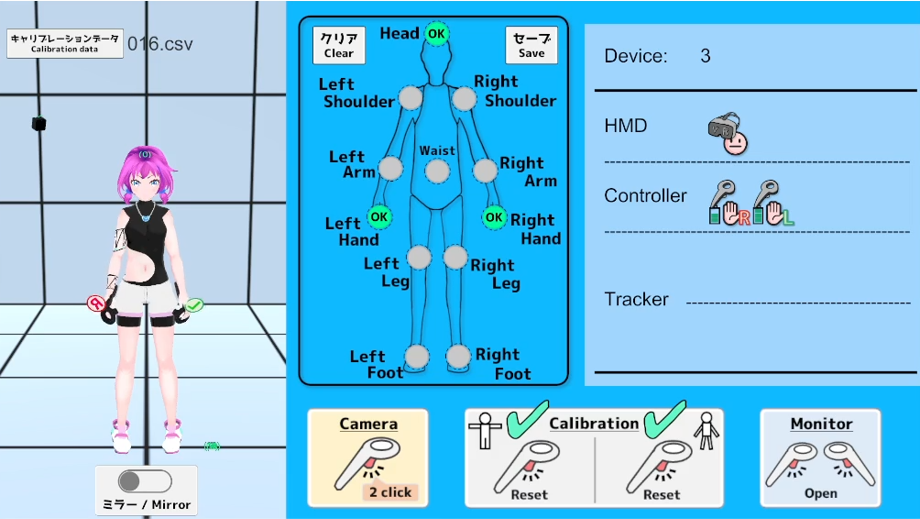 キャリブレーションデータ
Calibration data
016.csv
ミラー / Mirror
クリア
Clear
セーブ
Save
Head
OK
Left
Shoulder
Right
Shoulder
Left
Arm
Waist
Right
Arm
OK
OK
Left
Hand
Right
Hand
Left
Leg
Right
Leg
Left
Foot
Right
Foot
Device: 3
HMD
Controller
R
L
Tracker
Camera
2 click
Calibration
Reset
Reset
Monitor
Open
R